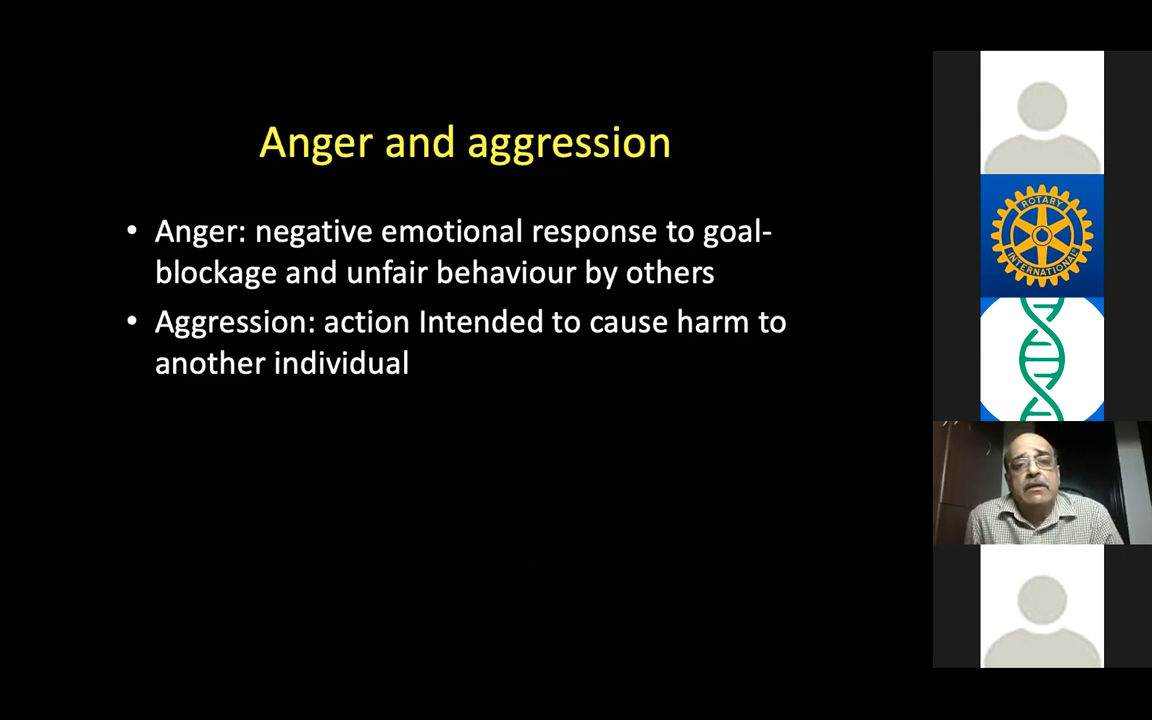 Anger and aggression
• Anger: negative emotional response to goal-
blockage and unfair behaviour by others
• Aggression: action Intended to cause harm to
another individual
ROTARY
INTERNATIONAL